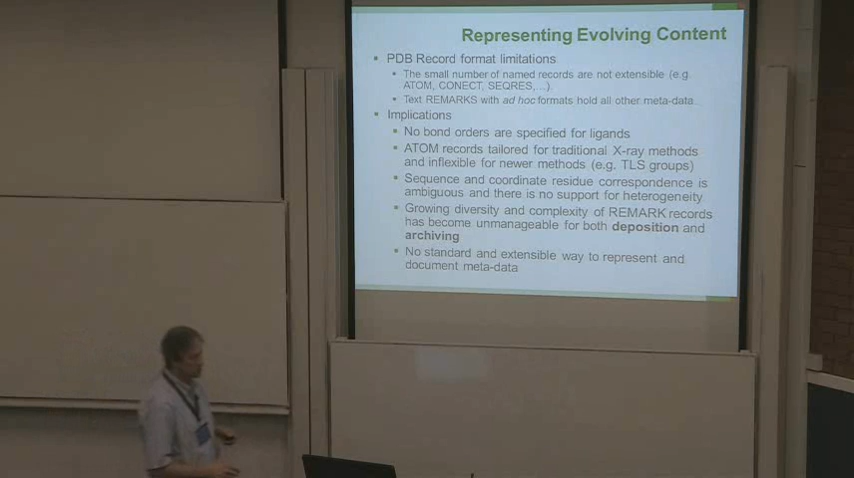 Representing Evolving Content
PDB Record format limitations
The small number of named records are not extensible (e.g.
ATOM, CONECT, SEQRES,...).
Text REMARKS with ad hoc formats hold all other meta-data
Implications
No bond orders are specified for ligands
ATOM records tailored for traditional X-ray methods
and inflexible for newer methods (e.g. TLS groups)
Sequence and coordinate residue correspondence is
ambiguous and there is no support for heterogeneity
Growing diversity and complexity of REMARK records
has become unmanageable for both deposition and
archiving
No standard and extensible way to represent and
document meta-data